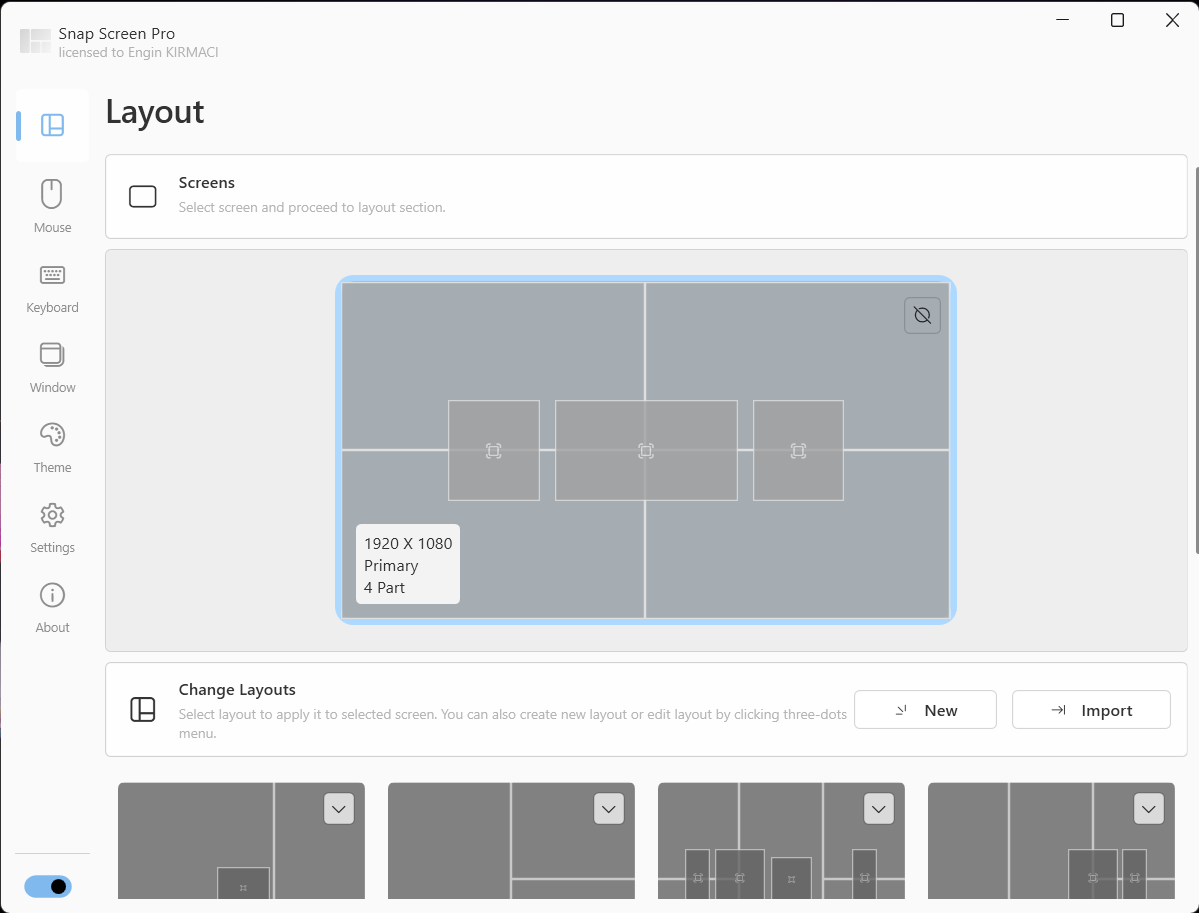 Snap Screen Pro
licensed to Engin KIRMACI
Layout
Screens
Select screen and proceed to layout section.
Mouse
Keyboard
Window
Theme
Settings
About
1920 X 1080
Primary
4 Part
Change Layouts
Select layout to apply it to selected screen. You can also create new layout or edit layout by clicking three-dots
menu.
New
Import